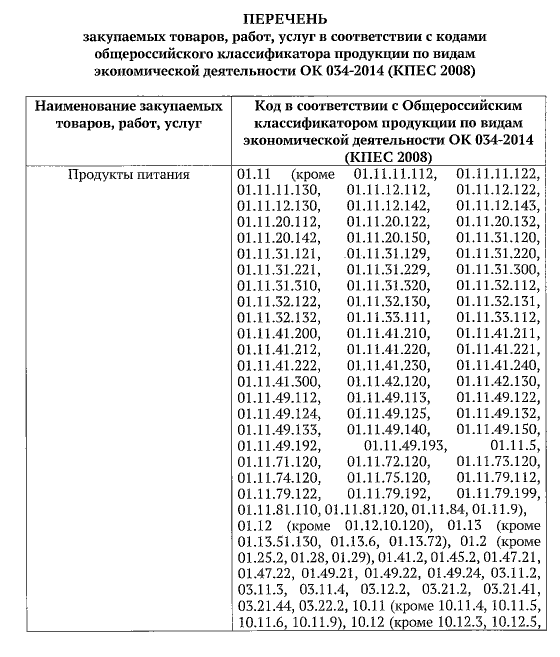 ПЕРЕЧЕНЬ
закупаемых товаров, работ, услуг в соответствии с кодами
общероссийского классификатора продукции по видам
экономической деятельности ОК 034-2014 (КПЕС 2008)
Наименование закупаемых
товаров, работ, услуг
Код в соответствии с Общероссийским
классификатором продукции по видам
экономической деятельности ОК 034-2014
(КПЕС 2008)
Продукты питания
01.11 (кроме 01.11.11.112, 01.11.11.122,
01.11.11.130, 01.11.12.112, 01.11.12.122,
01.11.12.130, 01.11.12.142, 01.11.12.143,
01.11.20.112, 01.11.20.122, 01.11.20.132,
01.11.20.142, 01.11.20.150, 01.11.31.120,
01.11.31.121, 01.11.31.129, 01.11.31.220,
01.11.31.221, 01.11.31.229, 01.11.31.300,
01.11.31.310, 01.11.31.320, 01.11.32.112,
01.11.32.122, 01.11.32.130, 01.11.32.131,
01.11.32.132, 01.11.33.111, 01.11.33.112,
01.11.41.200, 01.11.41.210, 01.11.41.211,
01.11.41.212, 01.11.41.220, 01.11.41.221,
01.11.41.222, 01.11.41.230, 01.11.41.240,
01.11.41.300, 01.11.42.120, 01.11.42.130,
01.11.49.112, 01.11.49.113, 01.11.49.122,
01.11.49.124, 01.11.49.125, 01.11.49.132,
01.11.49.133, 01.11.49.140, 01.11.49.150,
01.11.49.192, 01.11.49.193, 01.11.5,
01.11.71.120, 01.11.72.120, 01.11.73.120,
01.11.74.120, 01.11.75.120, 01.11.79.112,
01.11.79.122, 01.11.79.192, 01.11.79.199,
01.11.81.110, 01.11.81.120, 01.11.84, 01.11.9),
01.12 (кроме 01.12.10.120), 01.13 (кроме
01.13.51.130, 01.13.6, 01.13.72), 01.2 (кроме
01.25.2, 01.28, 01.29), 01.41.2, 01.45.2, 01.47.21,
01.47.22, 01.49.21, 01.49.22, 01.49.24, 03.11.2,
03.11.3, 03.11.4, 03.12.2, 03.21.2, 03.21.41,
03.21.44, 03.22.2, 10.11 (кроме 10.11.4, 10.11.5,
10.11.6, 10.11.9), 10.12 (кроме 10.12.3, 10.12.5,